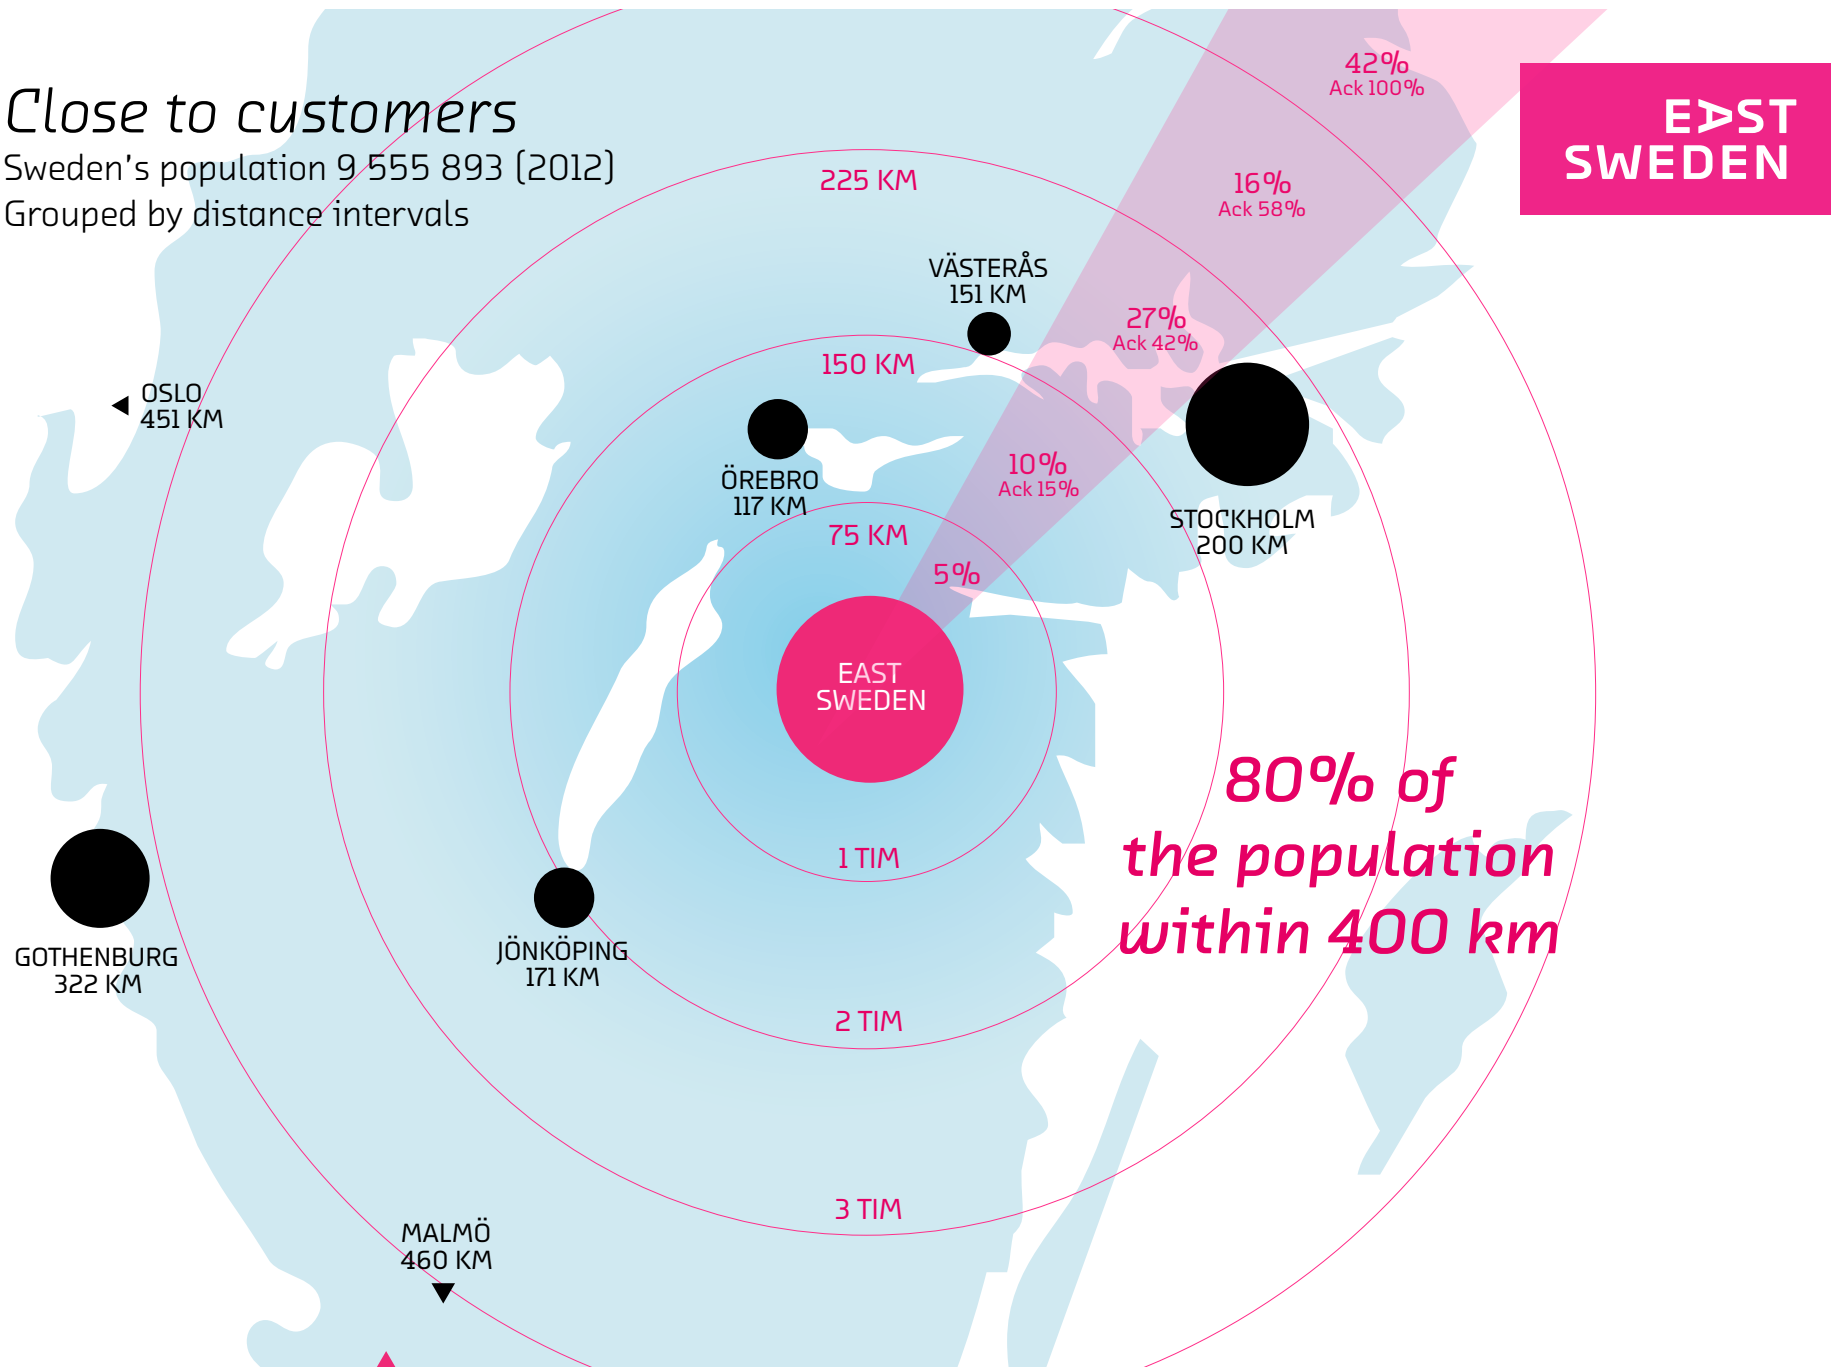 Close to customers
Sweden's population 9 555 893 (2012)
Grouped by distance intervals
EAST
SWEDEN
42%
Ack 100%
16%
Ack 58%
225 KM
VÄSTERÅS
151 KM
27%
Ack 42%
150 KM
OSLO
451 KM
ÖREBRO
117 KM
10%
Ack 15%
STOCKHOLM
200 KM
75 KM
5%
EAST
SWEDEN
80% of
the population
within 400 km
1 TIM
GOTHENBURG
322 KM
JÖNKÖPING
171 KM
2 TIM
3 TIM
MALMÖ
460 KM